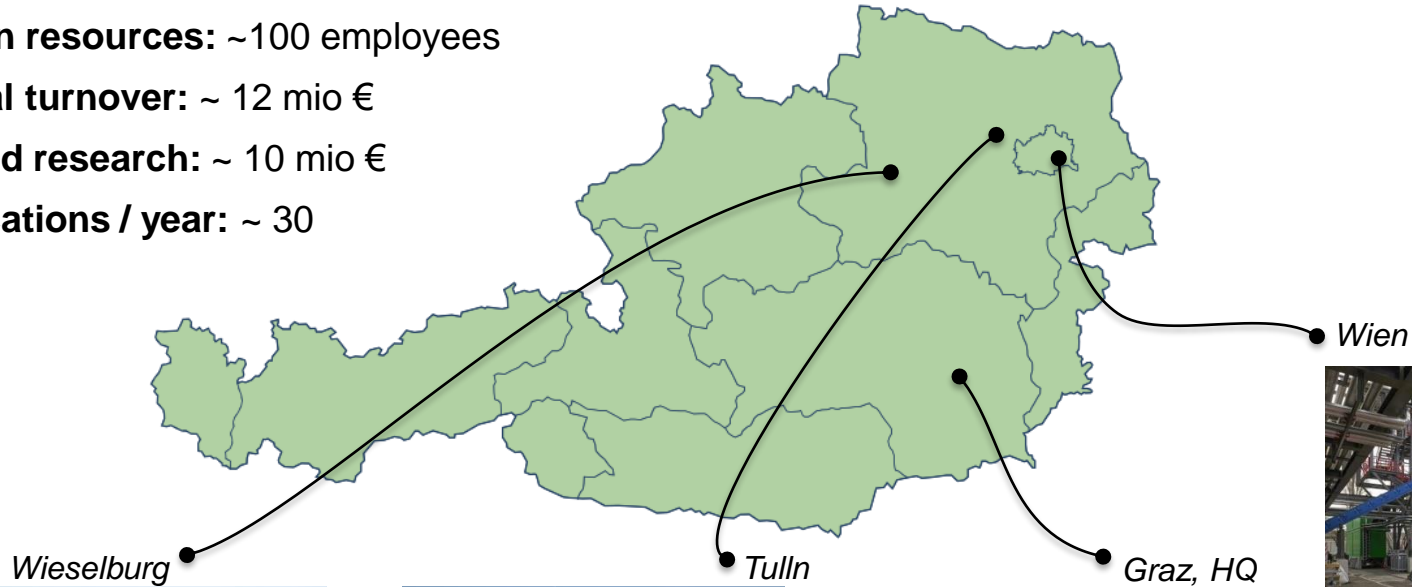 n resources: ~100 employees
al turnover: ~ 12 mio €
d research: ~ 10 mio €
ations / year: ~ 30
Wien
Wieselburg
Tulln
Graz, HQ